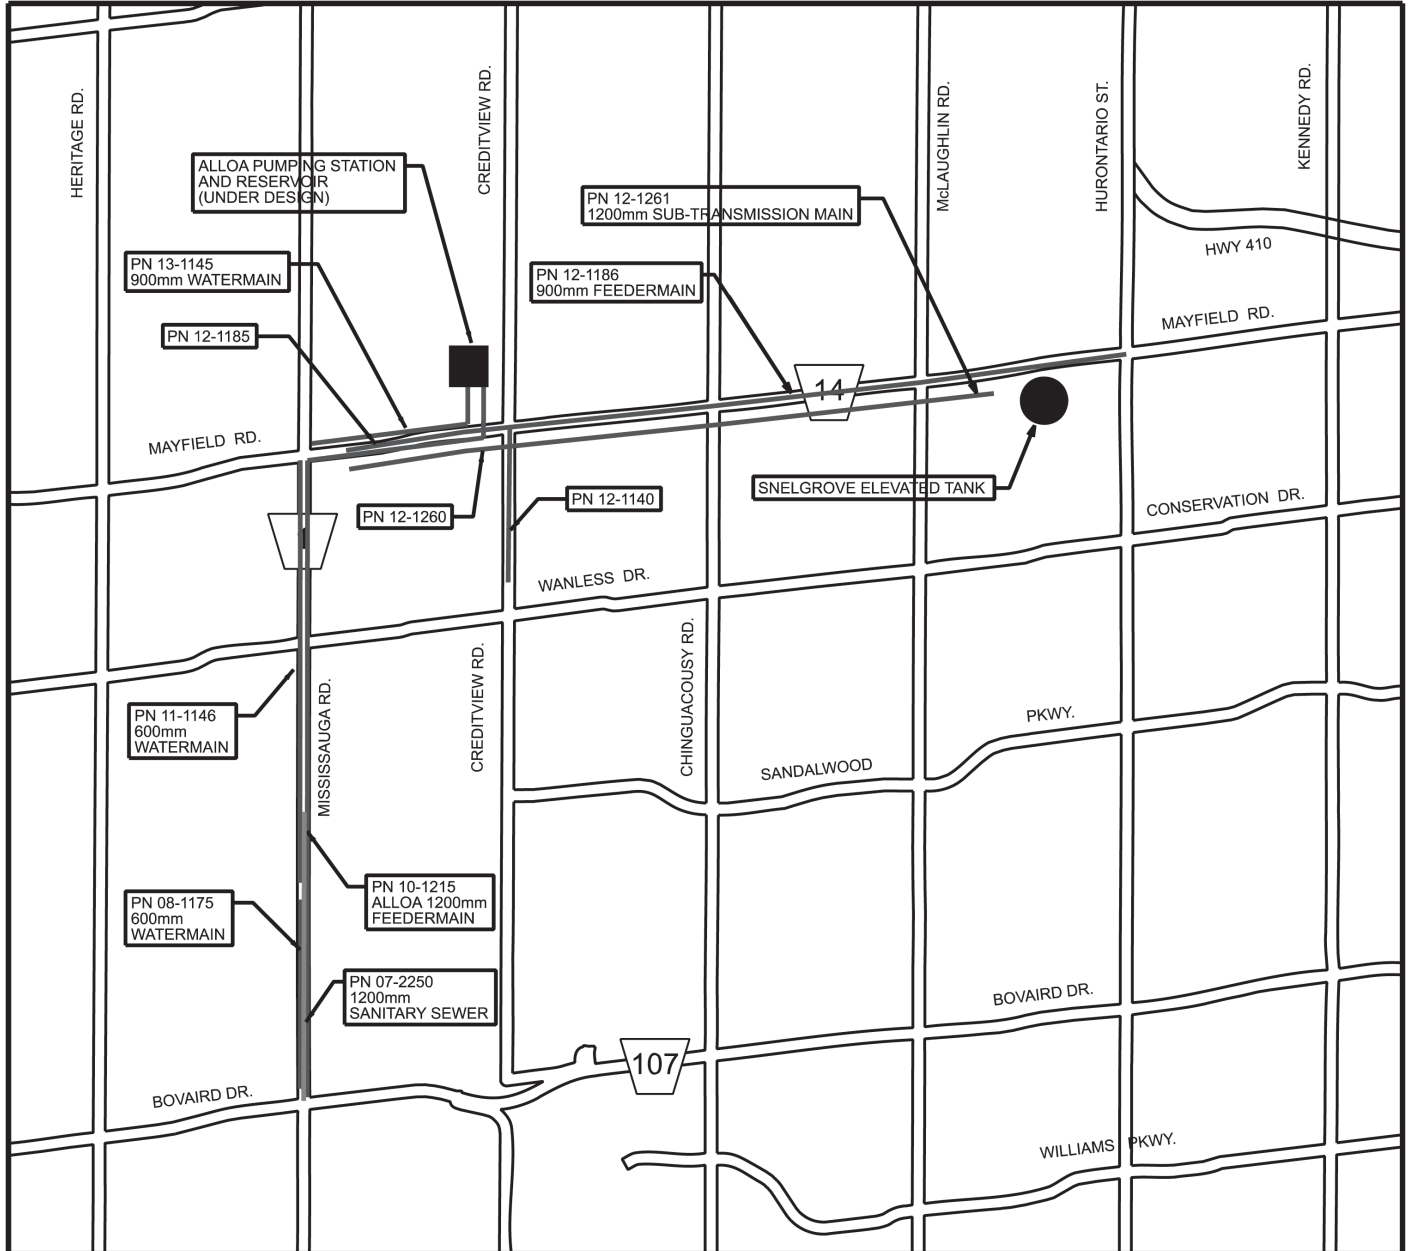 HERITAGE RD.
CREDITVIEW RD.
McLAUGHLIN RD.
HURONTARIO ST.
KENNEDY RD.
ALLOA PUMPING STATION
AND RESERVOIR
(UNDER DESIGN)
PN 12-1261
1200mm SUB-TRANSMISSION MAIN
HWY 410
PN 13-1145
900mm WATERMAIN
PN 12-1186
900mm FEEDERMAIN
MAYFIELD RD.
PN 12-1185
14
MAYFIELD RD.
SNELGROVE ELEVATED TANK
PN 12-1260
PN 12-1140
CONSERVATION DR.
WANLESS DR.
MISSISSAUGA RD.
CREDITVIEW RD.
CHINGUACOUSY RD.
PN 11-1146
600mm
WATERMAIN
PKWY.
SANDALWOOD
PN 10-1215
ALLOA 1200mm
FEEDERMAIN
PN 08-1175
600mm
WATERMAIN
PN 07-2250
1200mm
SANITARY SEWER
BOVAIRD DR.
107
BOVAIRD DR.
WILLIAMS PKWY.